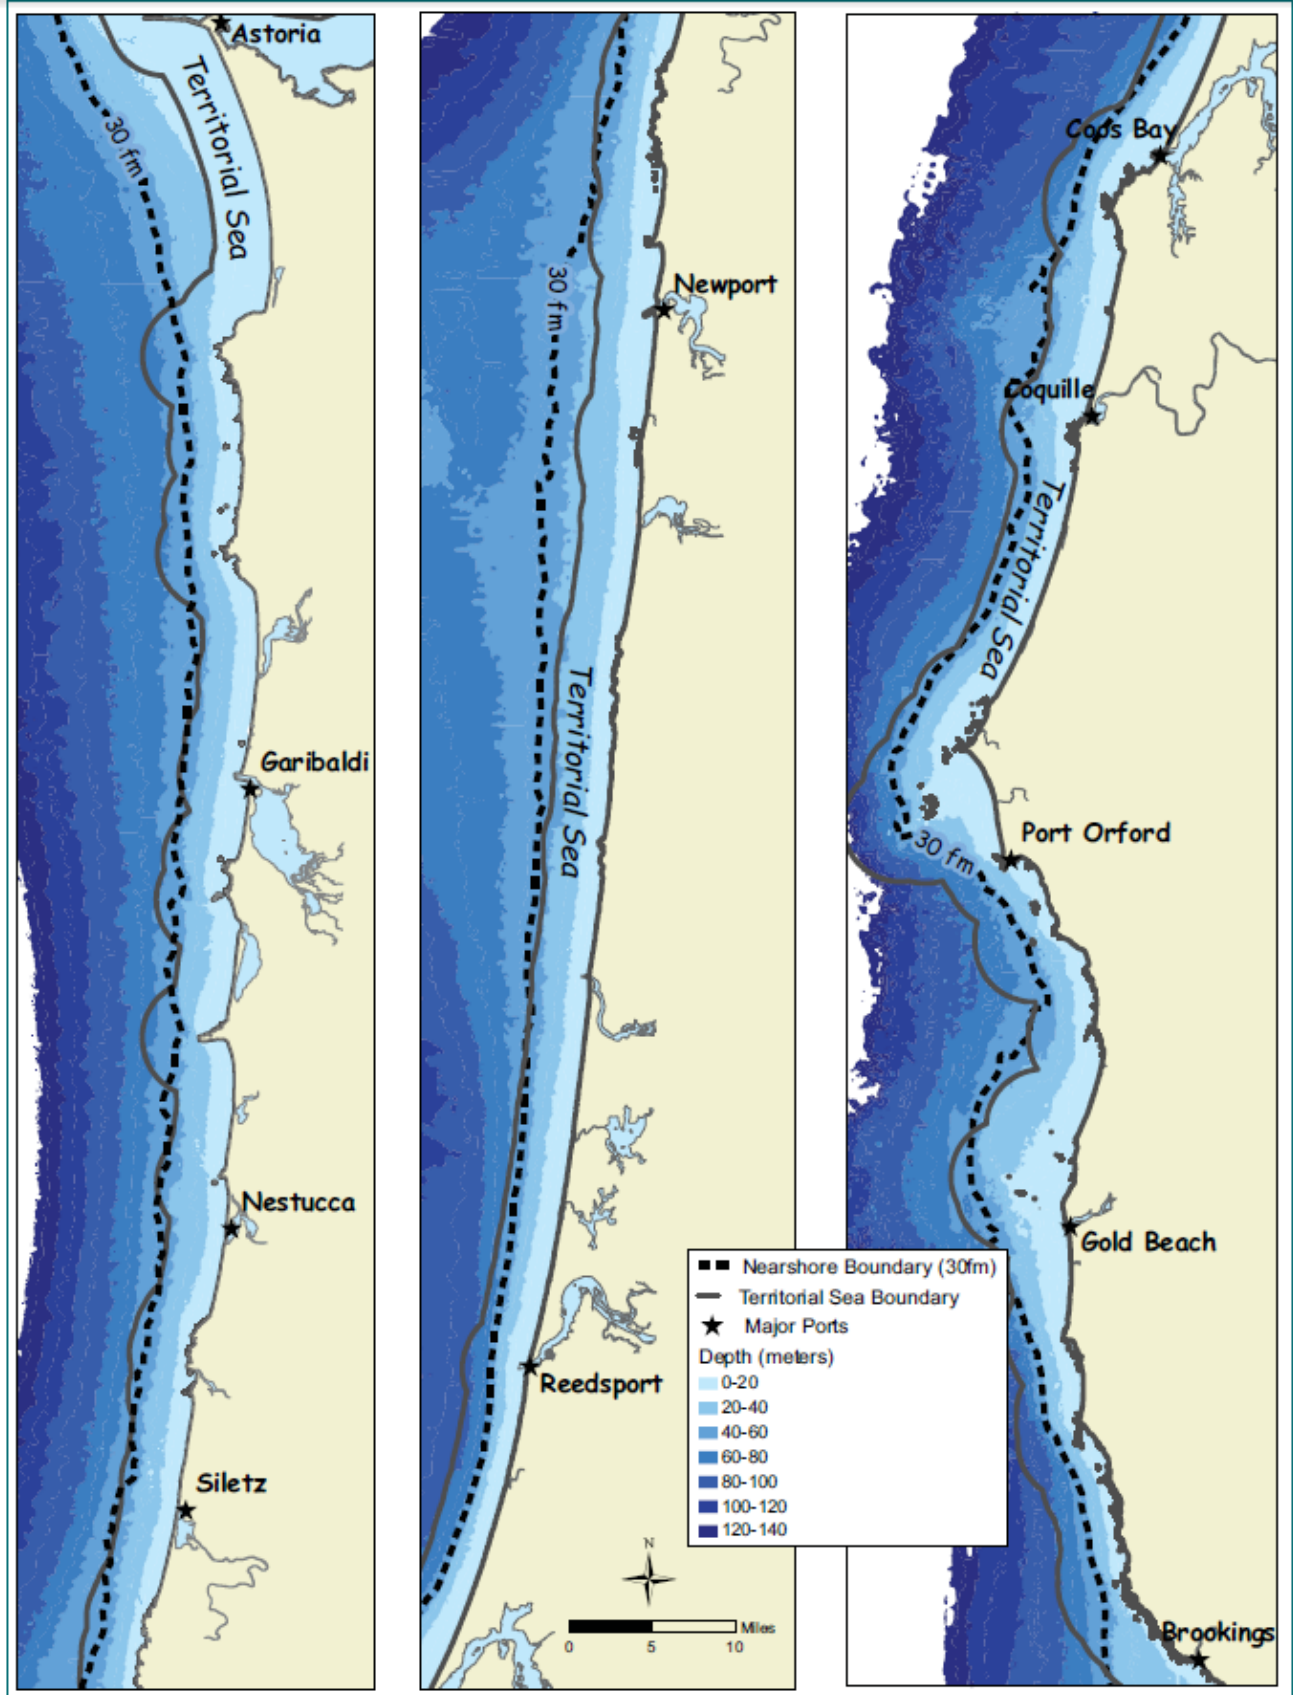 Astoria
Territorial Sea
30 fm
Garibaldi
Nestucca
Siletz
Newport
30 fm
Territorial Sea
Reedsport
Coos Bay
Coquille
Territorial Sea
Port Orford
30 fm
Gold Beach
Brookings
Nearshore Boundary (30fm)
Territorial Sea Boundary
Major Ports
Depth (meters)
0-20
20-40
40-60
60-80
80-100
100-120
120-140
N
Miles
0 5 10